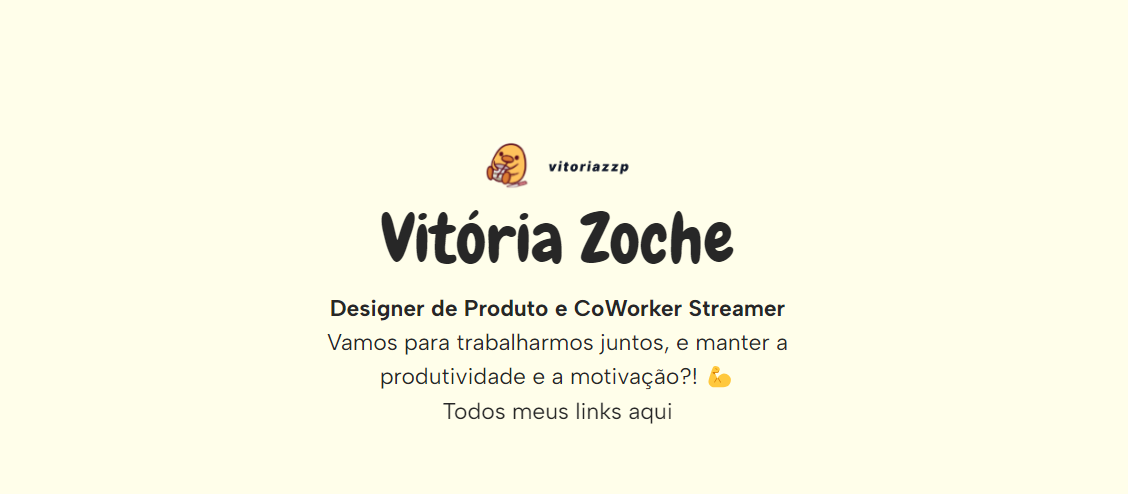 vitoriazzp
Vitória Zoche
Designer de Produto e CoWorker Streamer
Vamos para trabalharmos juntos, e manter a
produtividade e a motivação?! 💪
Todos meus links aqui